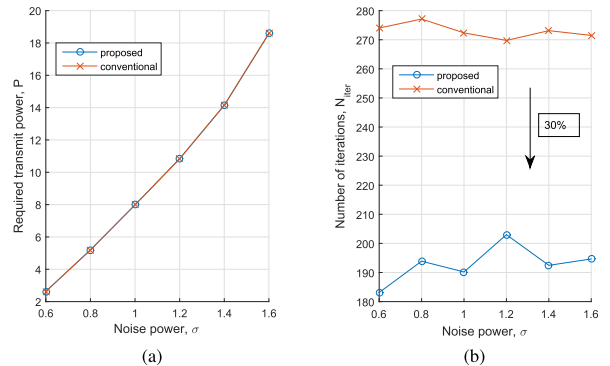 20
18
16
14
12
10
8
6
4
2
Required transmit power, P
proposed
conventional
0.6 0.8 1 1.2 1.4 1.6
Noise power, σ
(a)
280
270
260
250
240
230
220
210
200
190
180
Number of iterations, N_iter
proposed
conventional
30%
0.6 0.8 1 1.2 1.4 1.6
Noise power, σ
(b)